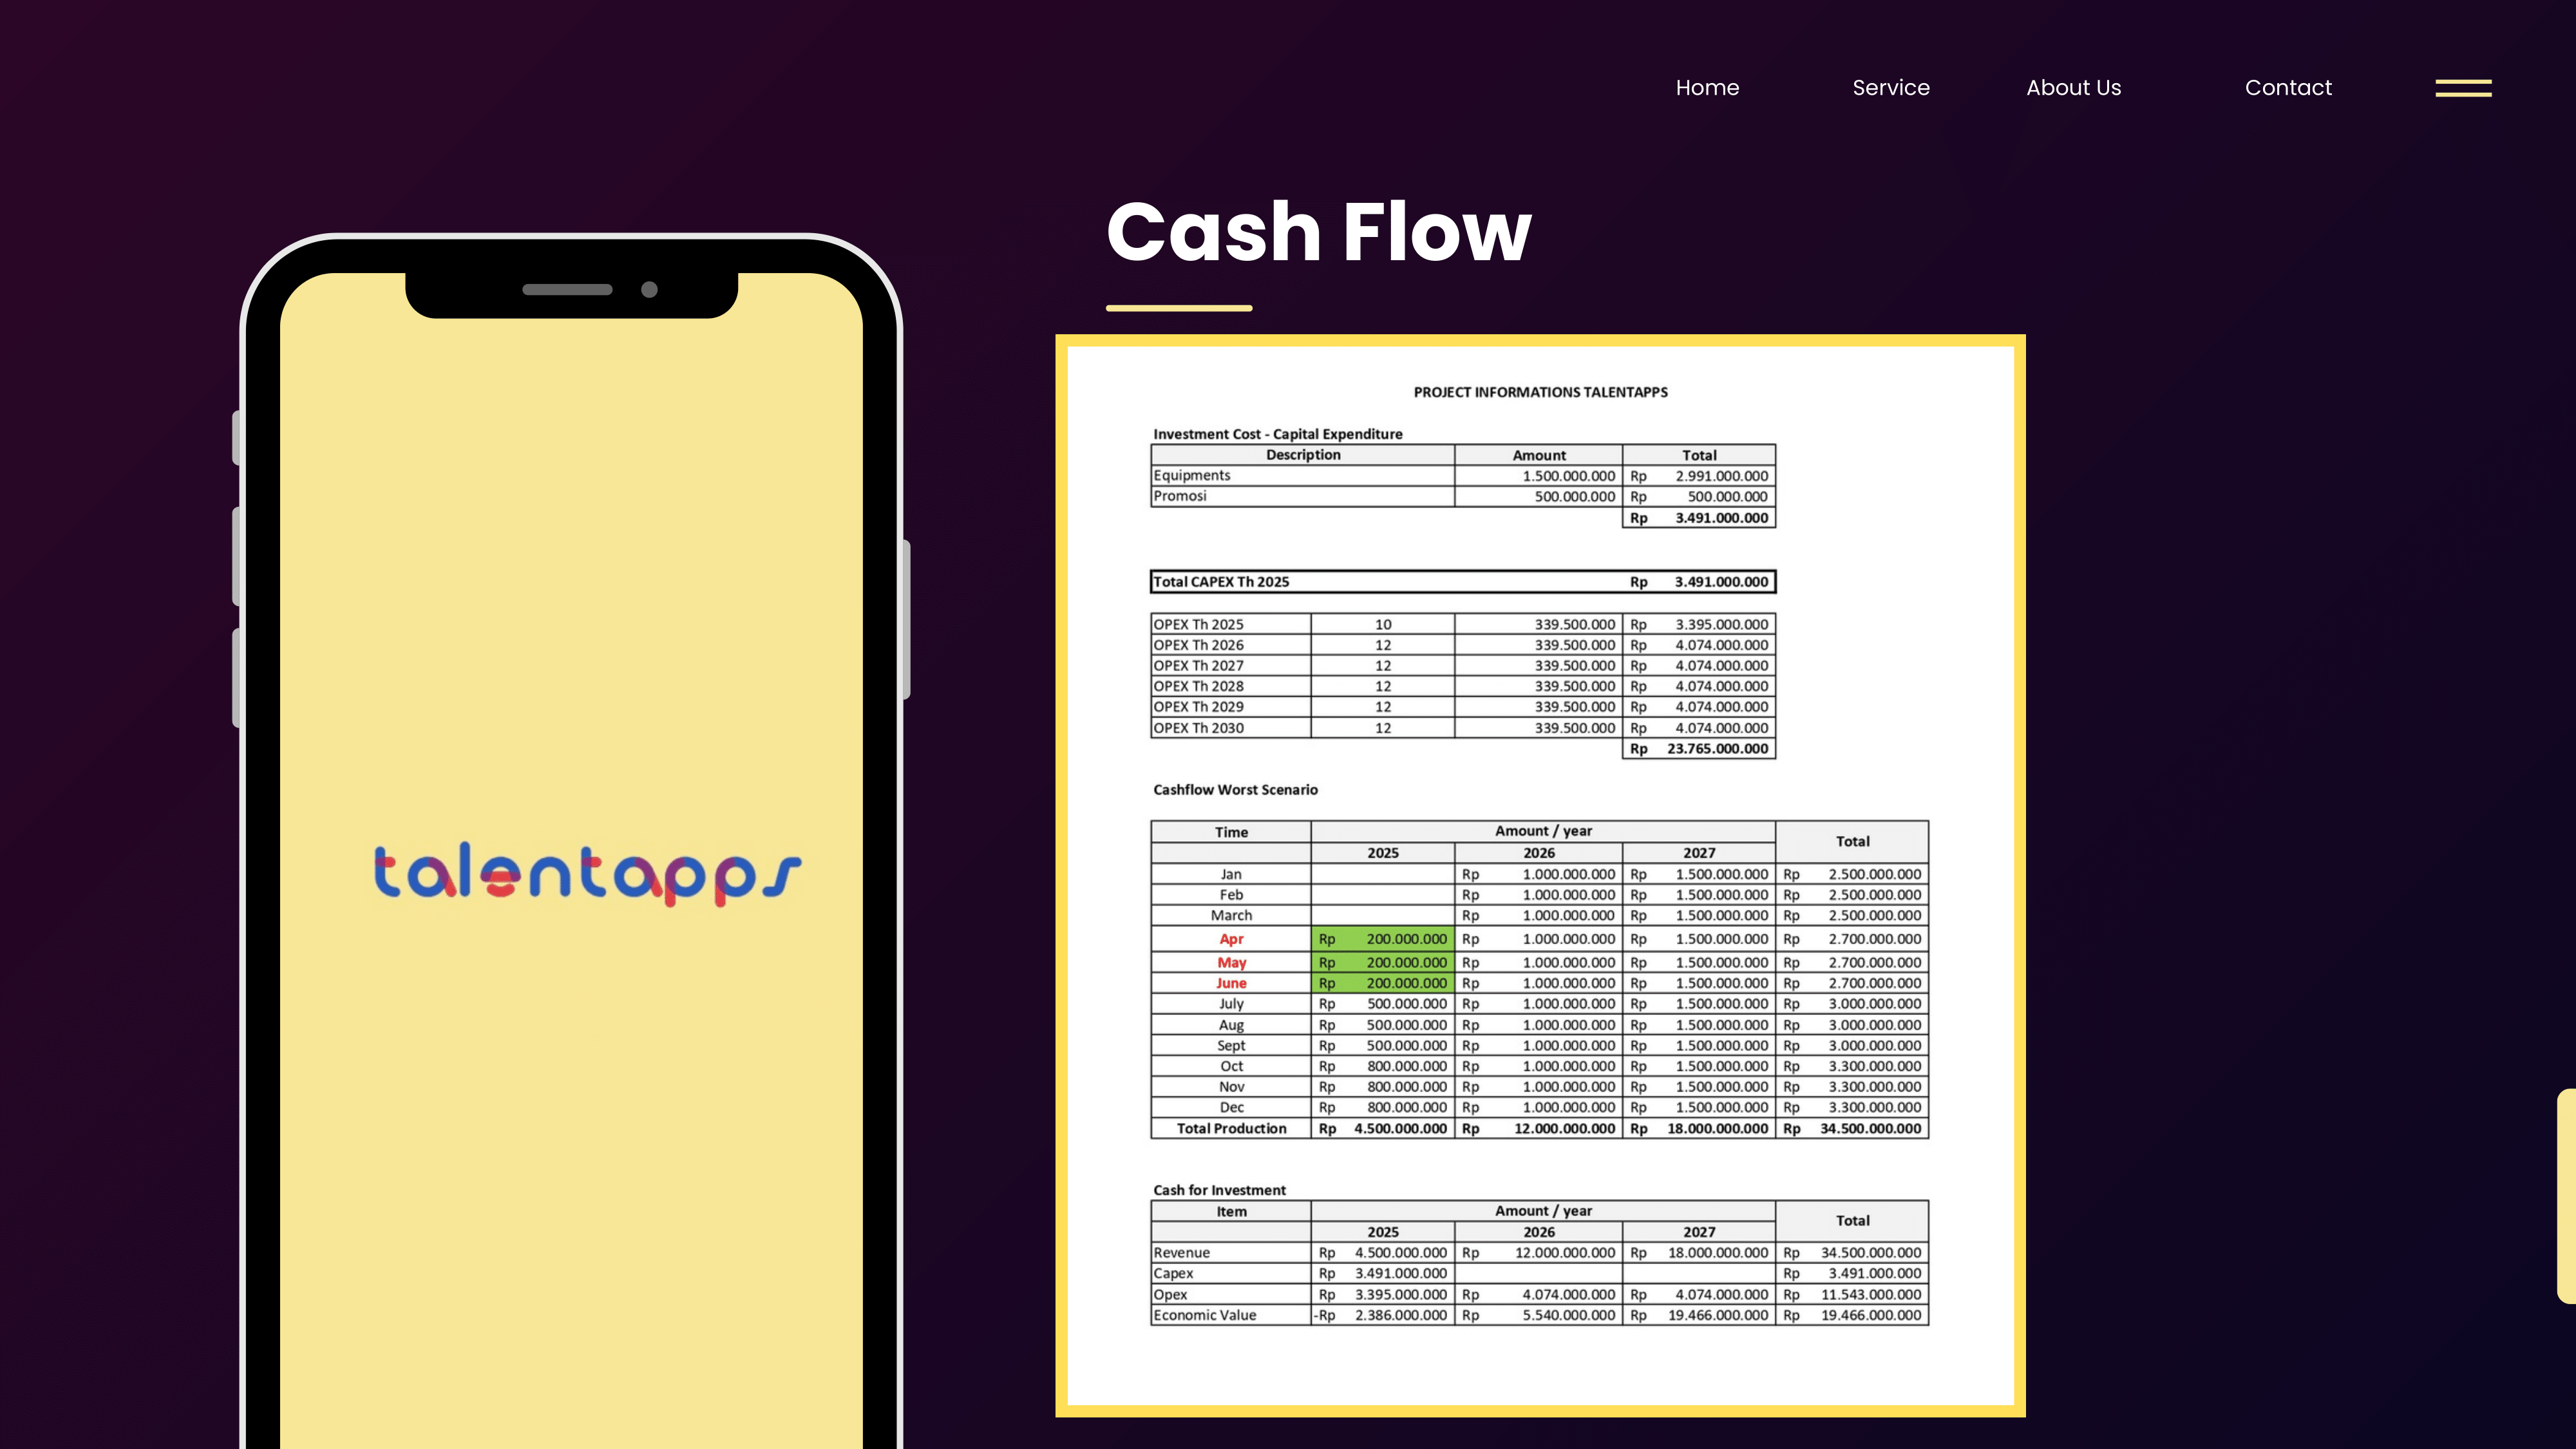 Home Service About Us Contact
Cash Flow
talentapps
PROJECT INFORMATIONS TALENTAPPS
Investment Cost - Capital Expenditure
Description Amount Total
Equipments 1.500.000.000 Rp 2.991.000.000
Promosi 500.000.000 Rp 500.000.000
Rp 3.491.000.000
Total CAPEX Th 2025 Rp 3.491.000.000
OPEX Th 2025 10 339.500.000 Rp 3.395.000.000
OPEX Th 2026 12 339.500.000 Rp 4.074.000.000
OPEX Th 2027 12 339.500.000 Rp 4.074.000.000
OPEX Th 2028 12 339.500.000 Rp 4.074.000.000
OPEX Th 2029 12 339.500.000 Rp 4.074.000.000
OPEX Th 2030 12 339.500.000 Rp 4.074.000.000
Rp 23.765.000.000
Cashflow Worst Scenario
Time Amount / year Total
2025 2026 2027
Jan Rp 1.000.000.000 Rp 1.500.000.000 Rp 2.500.000.000
Feb Rp 1.000.000.000 Rp 1.500.000.000 Rp 2.500.000.000
March Rp 1.000.000.000 Rp 1.500.000.000 Rp 2.500.000.000
Apr Rp 200.000.000 Rp 1.000.000.000 Rp 1.500.000.000 Rp 2.700.000.000
May Rp 200.000.000 Rp 1.000.000.000 Rp 1.500.000.000 Rp 2.700.000.000
June Rp 200.000.000 Rp 1.000.000.000 Rp 1.500.000.000 Rp 2.700.000.000
July Rp 500.000.000 Rp 1.000.000.000 Rp 1.500.000.000 Rp 3.000.000.000
Aug Rp 500.000.000 Rp 1.000.000.000 Rp 1.500.000.000 Rp 3.000.000.000
Sept Rp 500.000.000 Rp 1.000.000.000 Rp 1.500.000.000 Rp 3.000.000.000
Oct Rp 800.000.000 Rp 1.000.000.000 Rp 1.500.000.000 Rp 3.300.000.000
Nov Rp 800.000.000 Rp 1.000.000.000 Rp 1.500.000.000 Rp 3.300.000.000
Dec Rp 800.000.000 Rp 1.000.000.000 Rp 1.500.000.000 Rp 3.300.000.000
Total Production Rp 4.500.000.000 Rp 12.000.000.000 Rp 18.000.000.000 Rp 34.500.000.000
Cash for Investment
Item Amount / year Total
2025 2026 2027
Revenue Rp 4.500.000.000 Rp 12.000.000.000 Rp 18.000.000.000 Rp 34.500.000.000
Capex Rp 3.491.000.000 Rp 3.491.000.000
Opex Rp 3.395.000.000 Rp 4.074.000.000 Rp 4.074.000.000 Rp 11.543.000.000
Economic Value -Rp 2.386.000.000 Rp 5.540.000.000 Rp 19.466.000.000 Rp 19.466.000.000